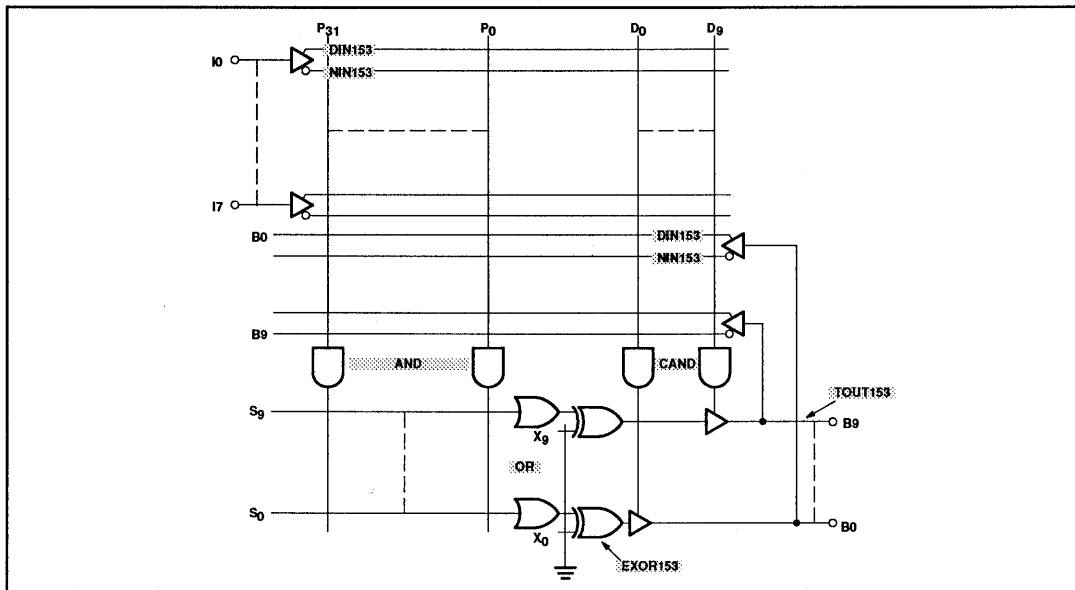 P31 P0 D0 D9
DIN153
I0
NIN153
I7
B0 DIN153
NIN153
B9
AND CAND
TOUT153
S9
B9
X9
OR
S0
B0
X0
EXOR153